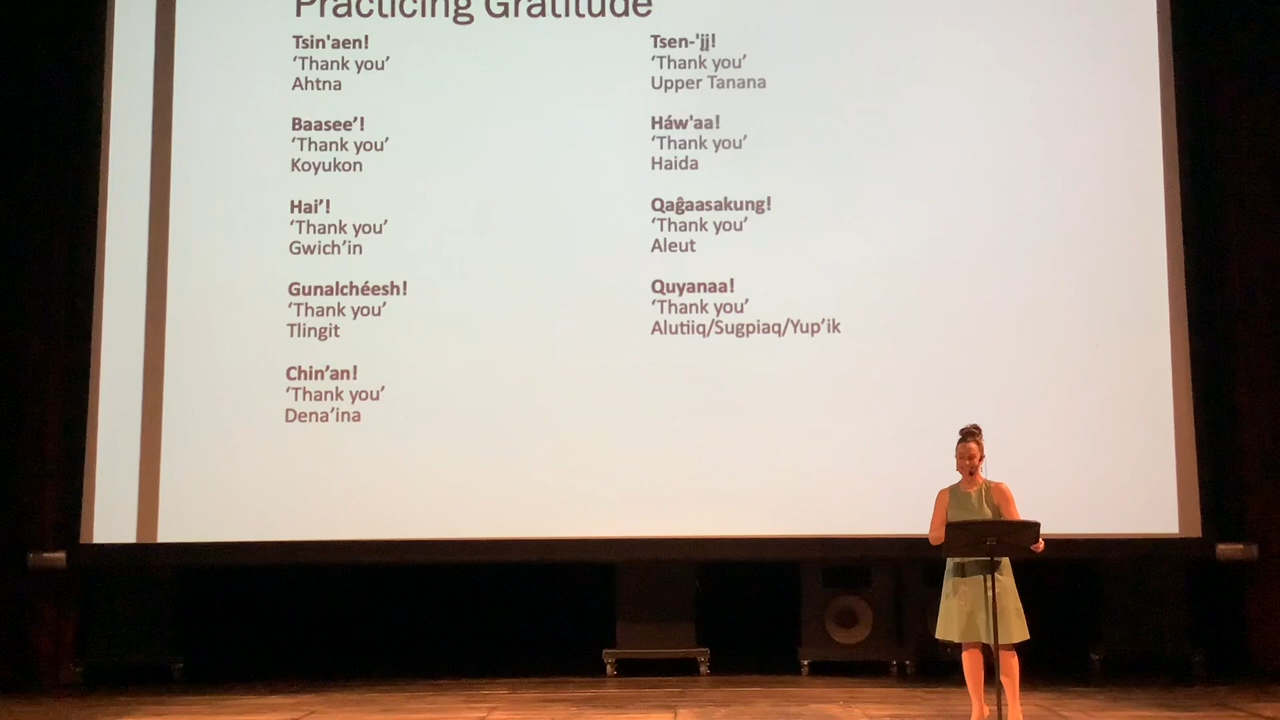 Practicing Gratitude
Tsin'aen!
‘Thank you’
Ahtna
Baasee’!
‘Thank you’
Koyukon
Hai’!
‘Thank you’
Gwich’in
Gunalchéesh!
‘Thank you’
Tlingit
Chin’an!
‘Thank you’
Dena’ina
Tsen-'įį!
‘Thank you’
Upper Tanana
Háw'aa!
‘Thank you’
Haida
Qaĝaasakung!
‘Thank you’
Aleut
Quyanaa!
‘Thank you’
Alutiiq/Sugpiaq/Yup’ik